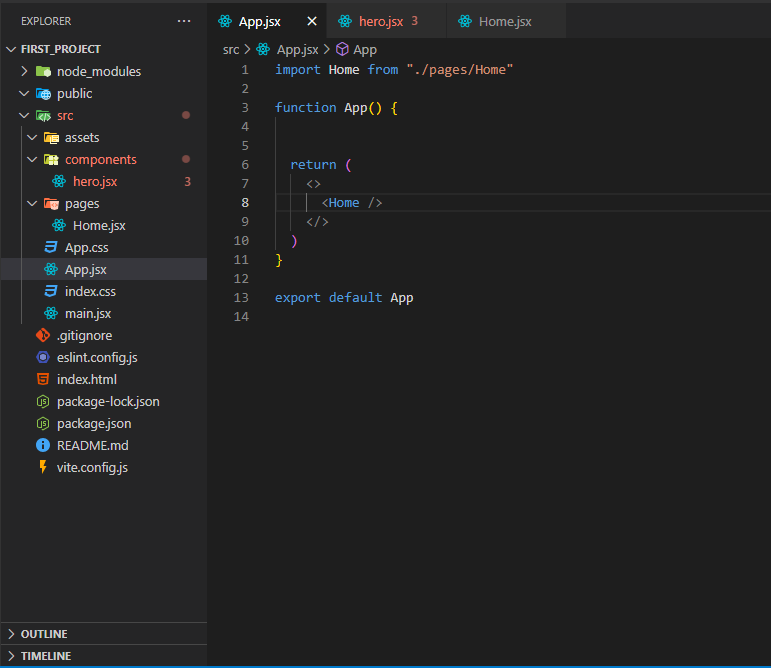 EXPLORER ...
FIRST_PROJECT
node_modules
public
src
assets
components
hero.jsx 3
pages
Home.jsx
App.css
App.jsx
index.css
main.jsx
.gitignore
eslint.config.js
index.html
package-lock.json
package.json
README.md
vite.config.js
OUTLINE
TIMELINE
App.jsx hero.jsx 3 Home.jsx
src > App.jsx > App
1 import Home from "./pages/Home"
2
3 function App() {
4
5
6 return (
7 <>
8 <Home />
9 </>
10 )
11 }
12
13 export default App
14